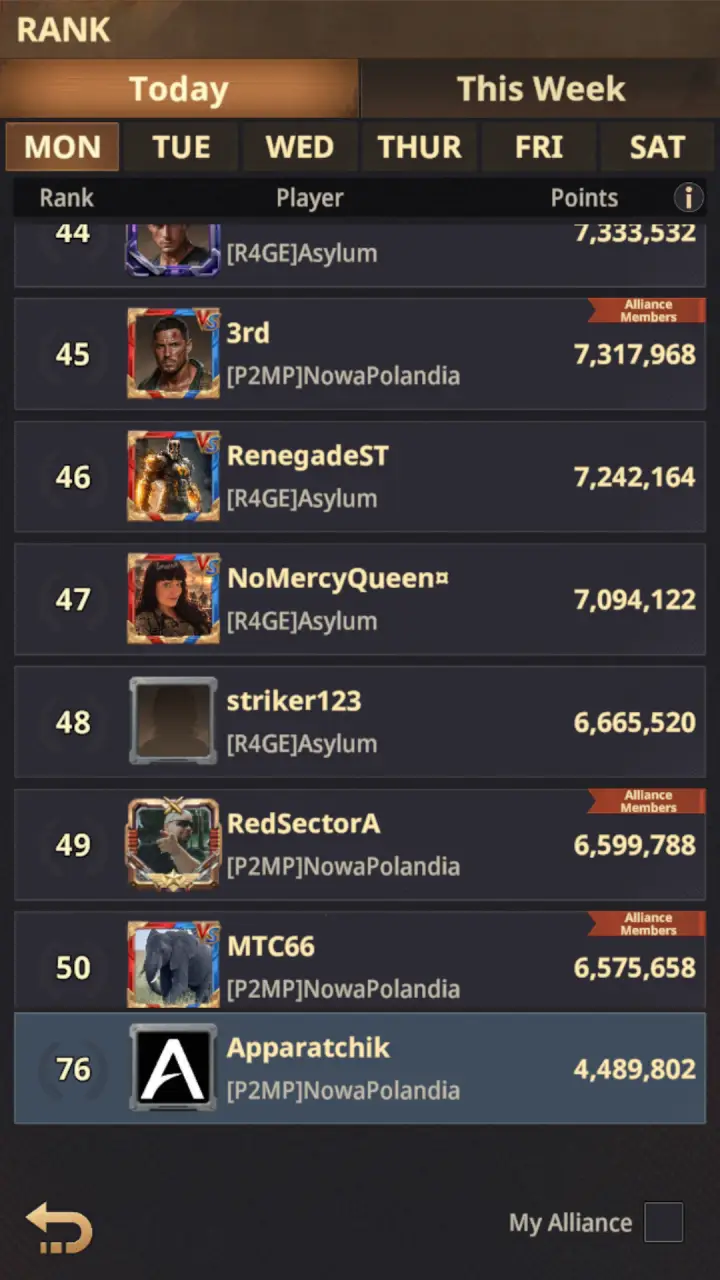 RANK
Today This Week
MON TUE WED THUR FRI SAT
Rank Player Points i
44 [R4GE]Asylum 7,333,532
Alliance Members
45 3rd [P2MP]NowaPolandia 7,317,968
46 RenegadeST [R4GE]Asylum 7,242,164
47 NoMercyQueen¤ [R4GE]Asylum 7,094,122
48 striker123 [R4GE]Asylum 6,665,520
Alliance Members
49 RedSectorA [P2MP]NowaPolandia 6,599,788
Alliance Members
50 MTC66 [P2MP]NowaPolandia 6,575,658
76 Apparatchik [P2MP]NowaPolandia 4,489,802
My Alliance